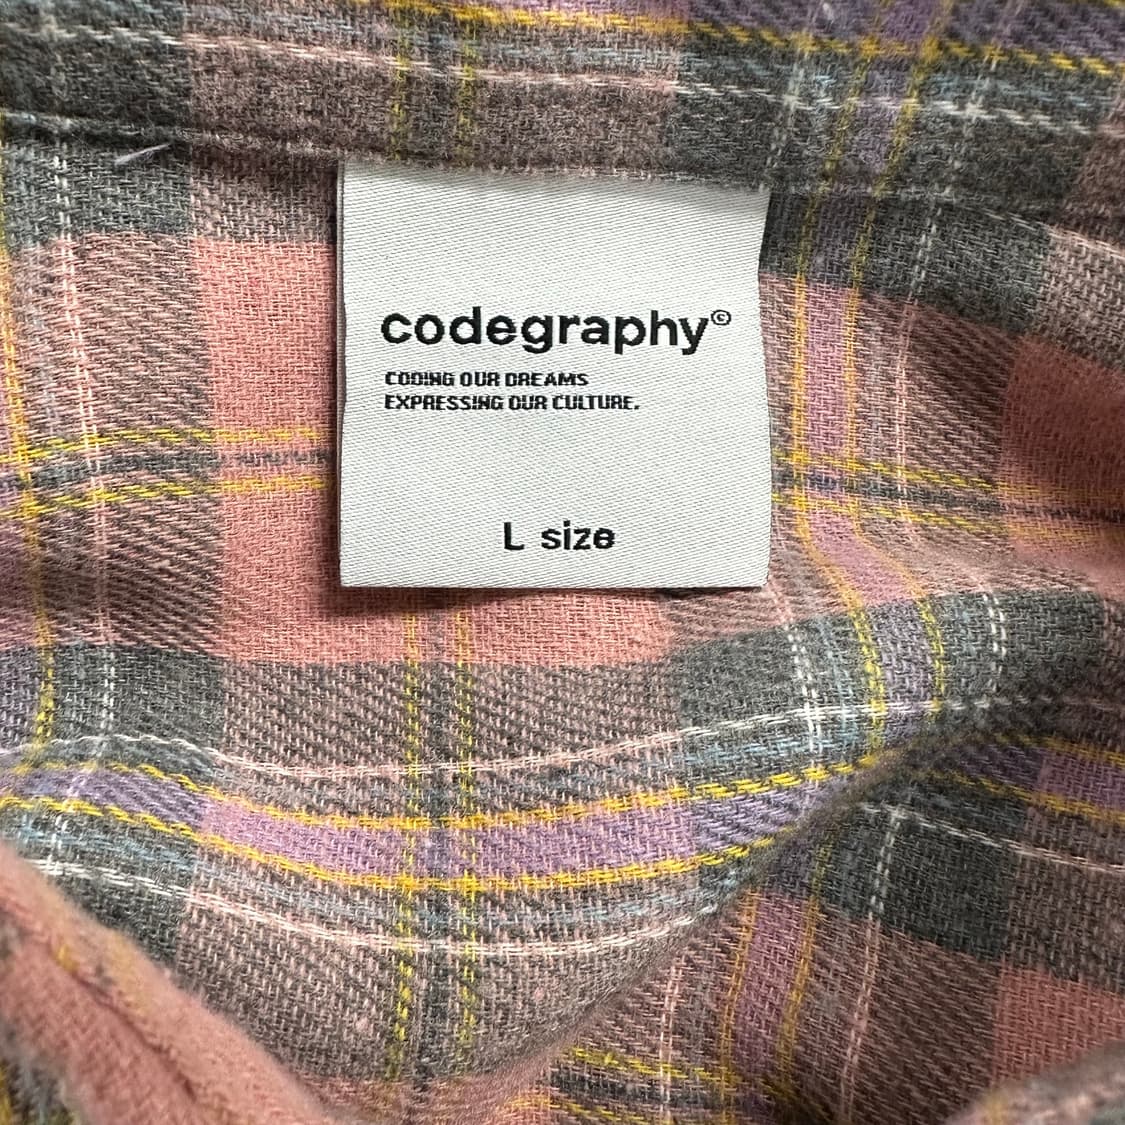 codegraphy©
CODING OUR DREAMS
EXPRESSING OUR CULTURE.
L size